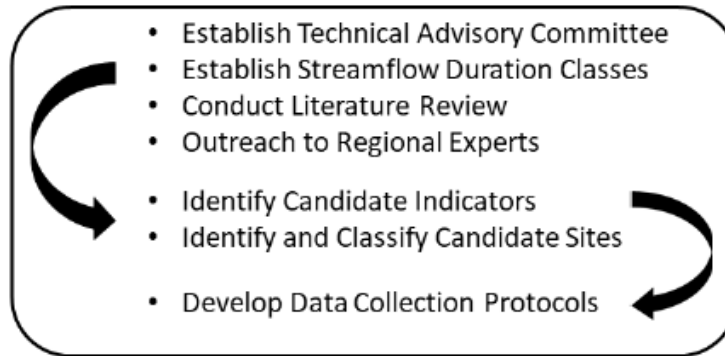 • Establish Technical Advisory Committee
• Establish Streamflow Duration Classes
• Conduct Literature Review
• Outreach to Regional Experts
• Identify Candidate Indicators
• Identify and Classify Candidate Sites
• Develop Data Collection Protocols